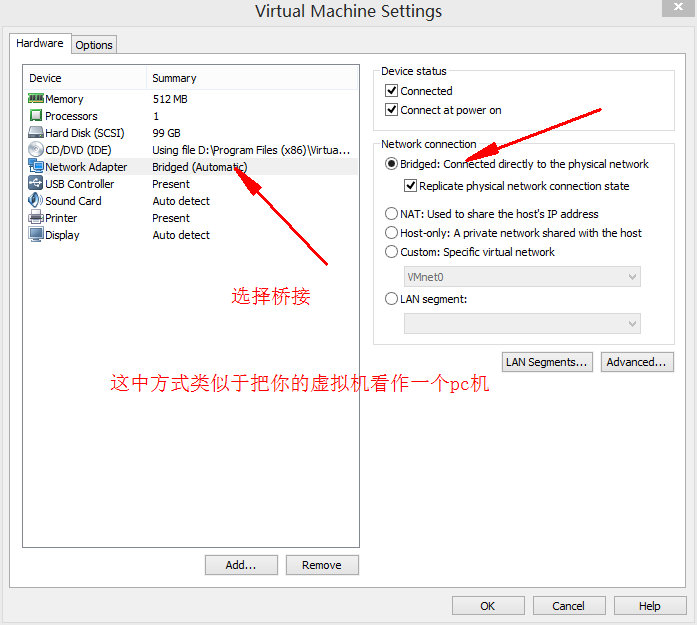 Virtual Machine Settings
Hardware
Options
Device Summary
Memory 512 MB
Processors 1
Hard Disk (SCSI) 99 GB
CD/DVD (IDE) Using file D:\Program Files (x86)\Virtua...
Network Adapter Bridged (Automatic)
USB Controller Present
Sound Card Auto detect
Printer Present
Display Auto detect
选择桥接
这中方式类似于把你的虚拟机看作一个pc机
Add...
Remove
Device status
Connected
Connect at power on
Network connection
Bridged: Connected directly to the physical network
Replicate physical network connection state
NAT: Used to share the host's IP address
Host-only: A private network shared with the host
Custom: Specific virtual network
VMnet0
LAN segment:
LAN Segments...
Advanced...
OK
Cancel
Help